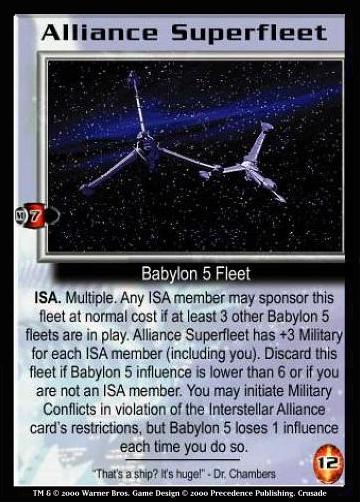 Alliance Superfleet
7
Babylon 5 Fleet
ISA. Multiple. Any ISA member may sponsor this
fleet at normal cost if at least 3 other Babylon 5
fleets are in play. Alliance Superfleet has +3 Military
for each ISA member (including you). Discard this
fleet if Babylon 5 influence is lower than 6 or if you
are not an ISA member. You may initiate Military
Conflicts in violation of the Interstellar Alliance
card's restrictions, but Babylon 5 loses 1 influence
each time you do so.
12
"That's a ship? It's huge!" - Dr. Chambers
TM & © 2000 Warner Bros. Game Design © 2000 Precedence Publishing. Crusade